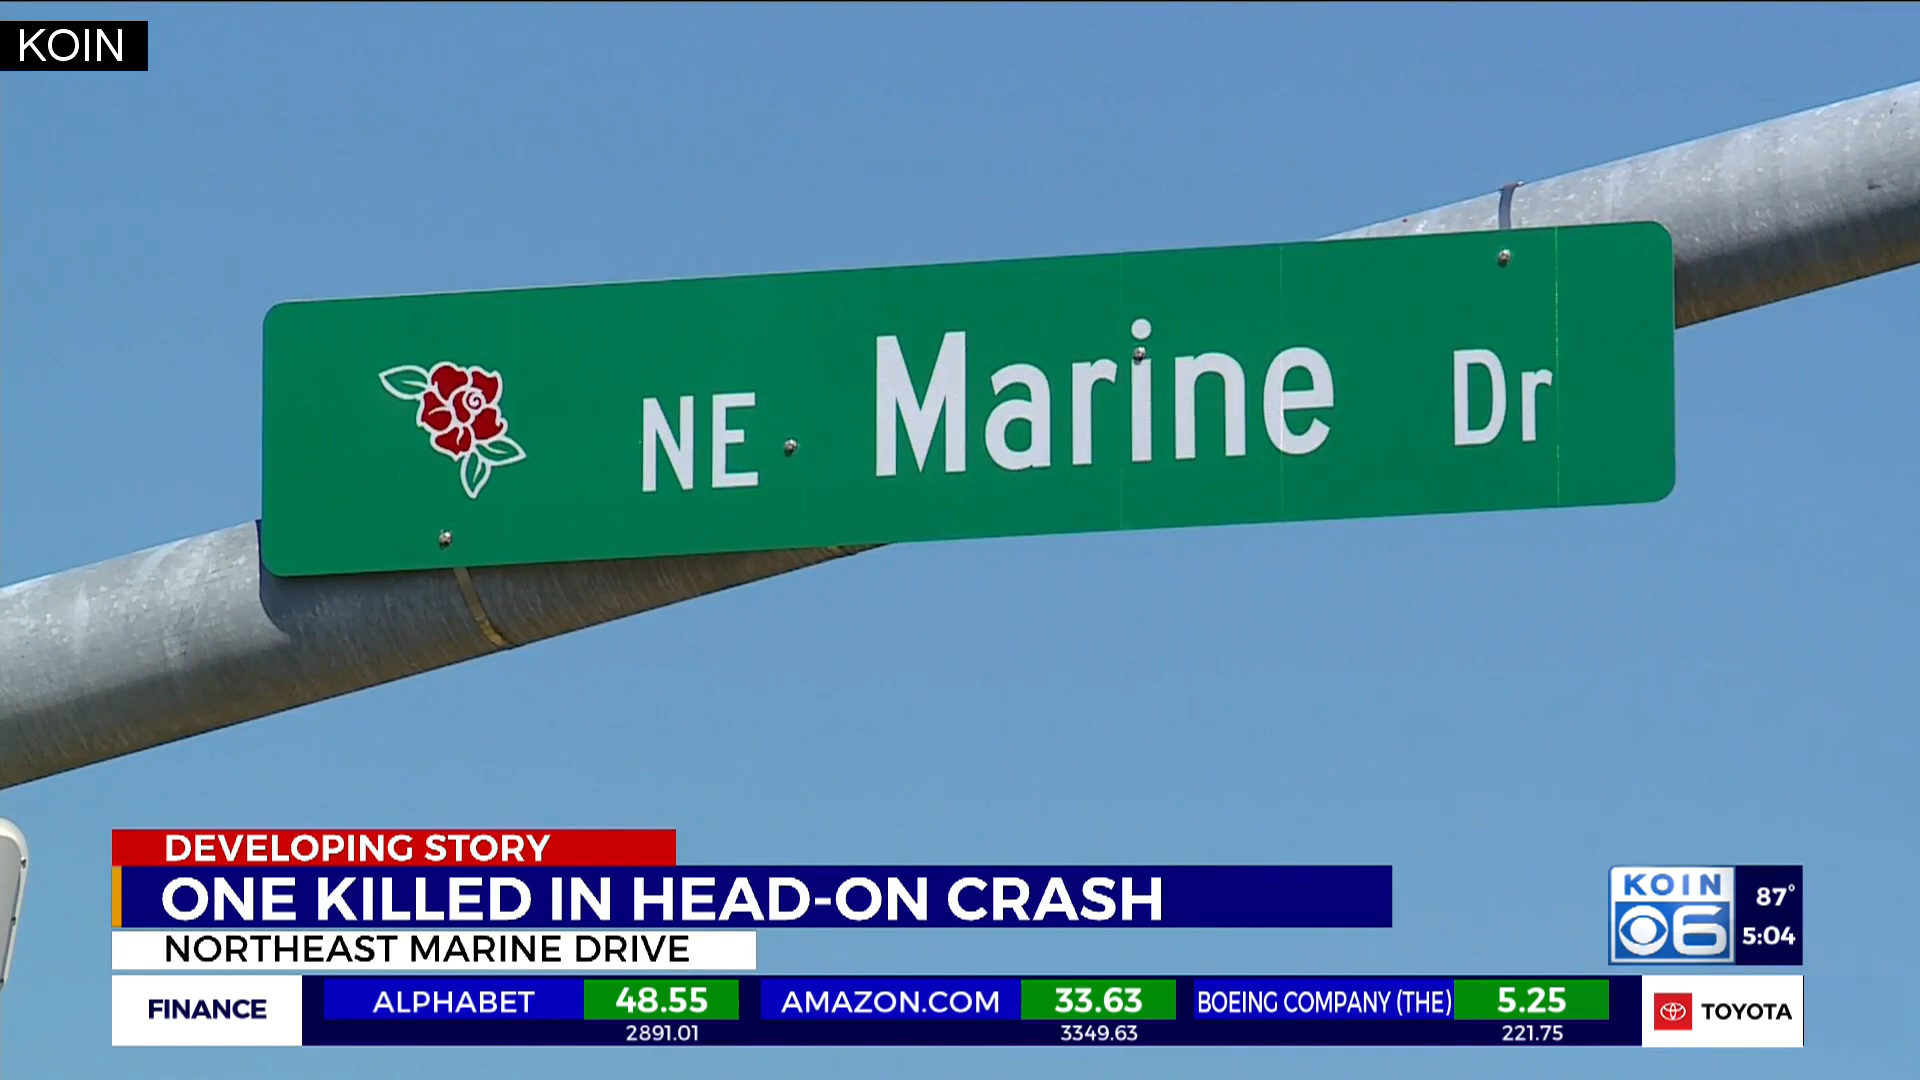 KOIN
NE Marine Dr
DEVELOPING STORY
ONE KILLED IN HEAD-ON CRASH
NORTHEAST MARINE DRIVE
KOIN
6
87°
5:04
FINANCE
ALPHABET 48.55
2891.01
AMAZON.COM 33.63
3349.63
BOEING COMPANY (THE) 5.25
221.75
TOYOTA